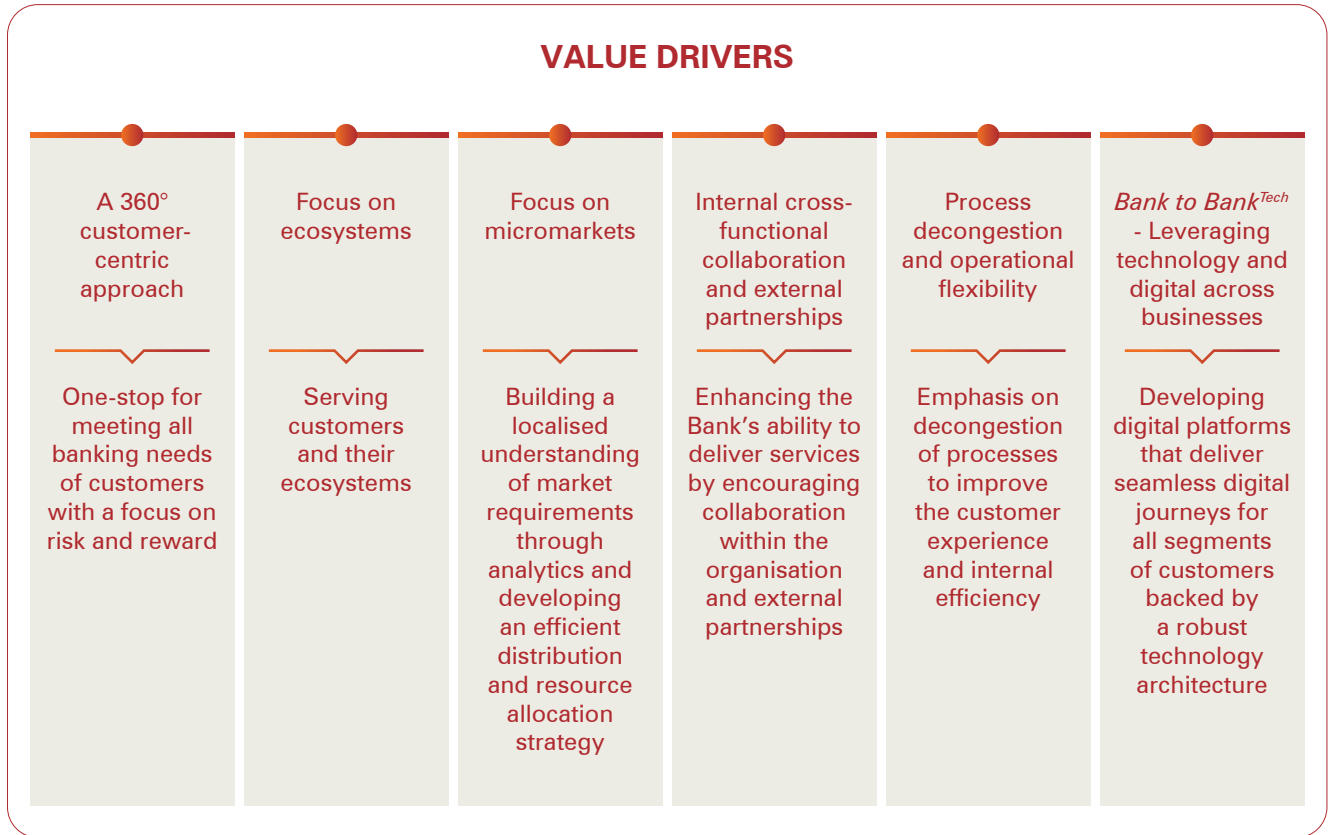 VALUE DRIVERS
A 360°
customer-
centric
approach
One-stop for
meeting all
banking needs
of customers
with a focus on
risk and reward
Focus on
ecosystems
Serving
customers
and their
ecosystems
Focus on
micromarkets
Building a
localised
understanding
of market
requirements
through
analytics and
developing
an efficient
distribution
and resource
allocation
strategy
Internal cross-
functional
collaboration
and external
partnerships
Enhancing the
Bank’s ability to
deliver services
by encouraging
collaboration
within the
organisation
and external
partnerships
Process
decongestion
and operational
flexibility
Emphasis on
decongestion
of processes
to improve
the customer
experience
and internal
efficiency
Bank to BankTech
- Leveraging
technology and
digital across
businesses
Developing
digital platforms
that deliver
seamless digital
journeys for
all segments
of customers
backed by
a robust
technology
architecture